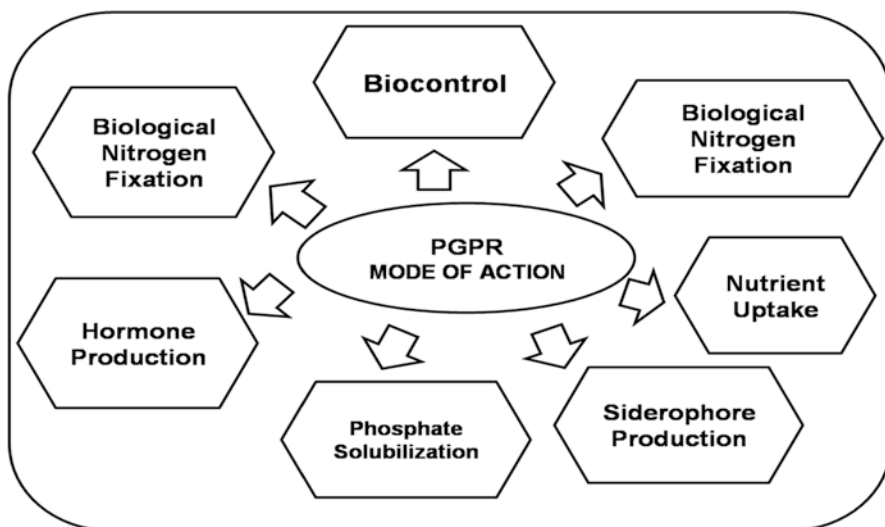 Biocontrol
Biological
Nitrogen
Fixation
Biological
Nitrogen
Fixation
PGPR
MODE OF ACTION
Nutrient
Uptake
Hormone
Production
Phosphate
Solubilization
Siderophore
Production